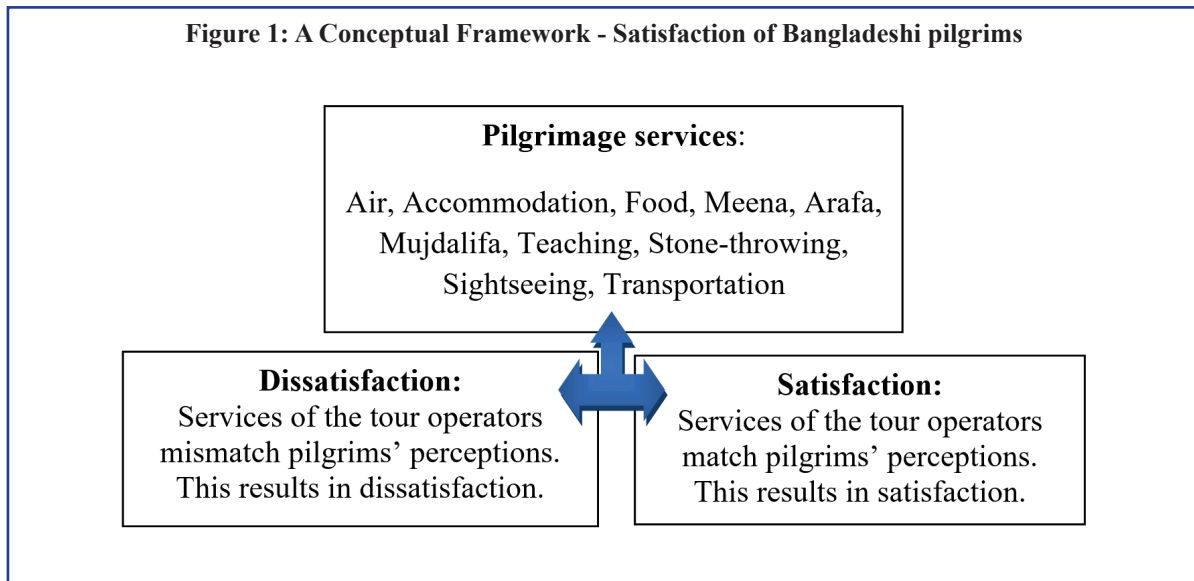 Figure 1: A Conceptual Framework - Satisfaction of Bangladeshi pilgrims
Pilgrimage services:
Air, Accommodation, Food, Meena, Arafa,
Mujdalifa, Teaching, Stone-throwing,
Sightseeing, Transportation
Dissatisfaction:
Services of the tour operators
mismatch pilgrims’ perceptions.
This results in dissatisfaction.
Satisfaction:
Services of the tour operators
match pilgrims’ perceptions.
This results in satisfaction.